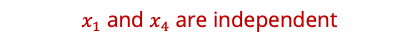 x₁ and x₄ are independent